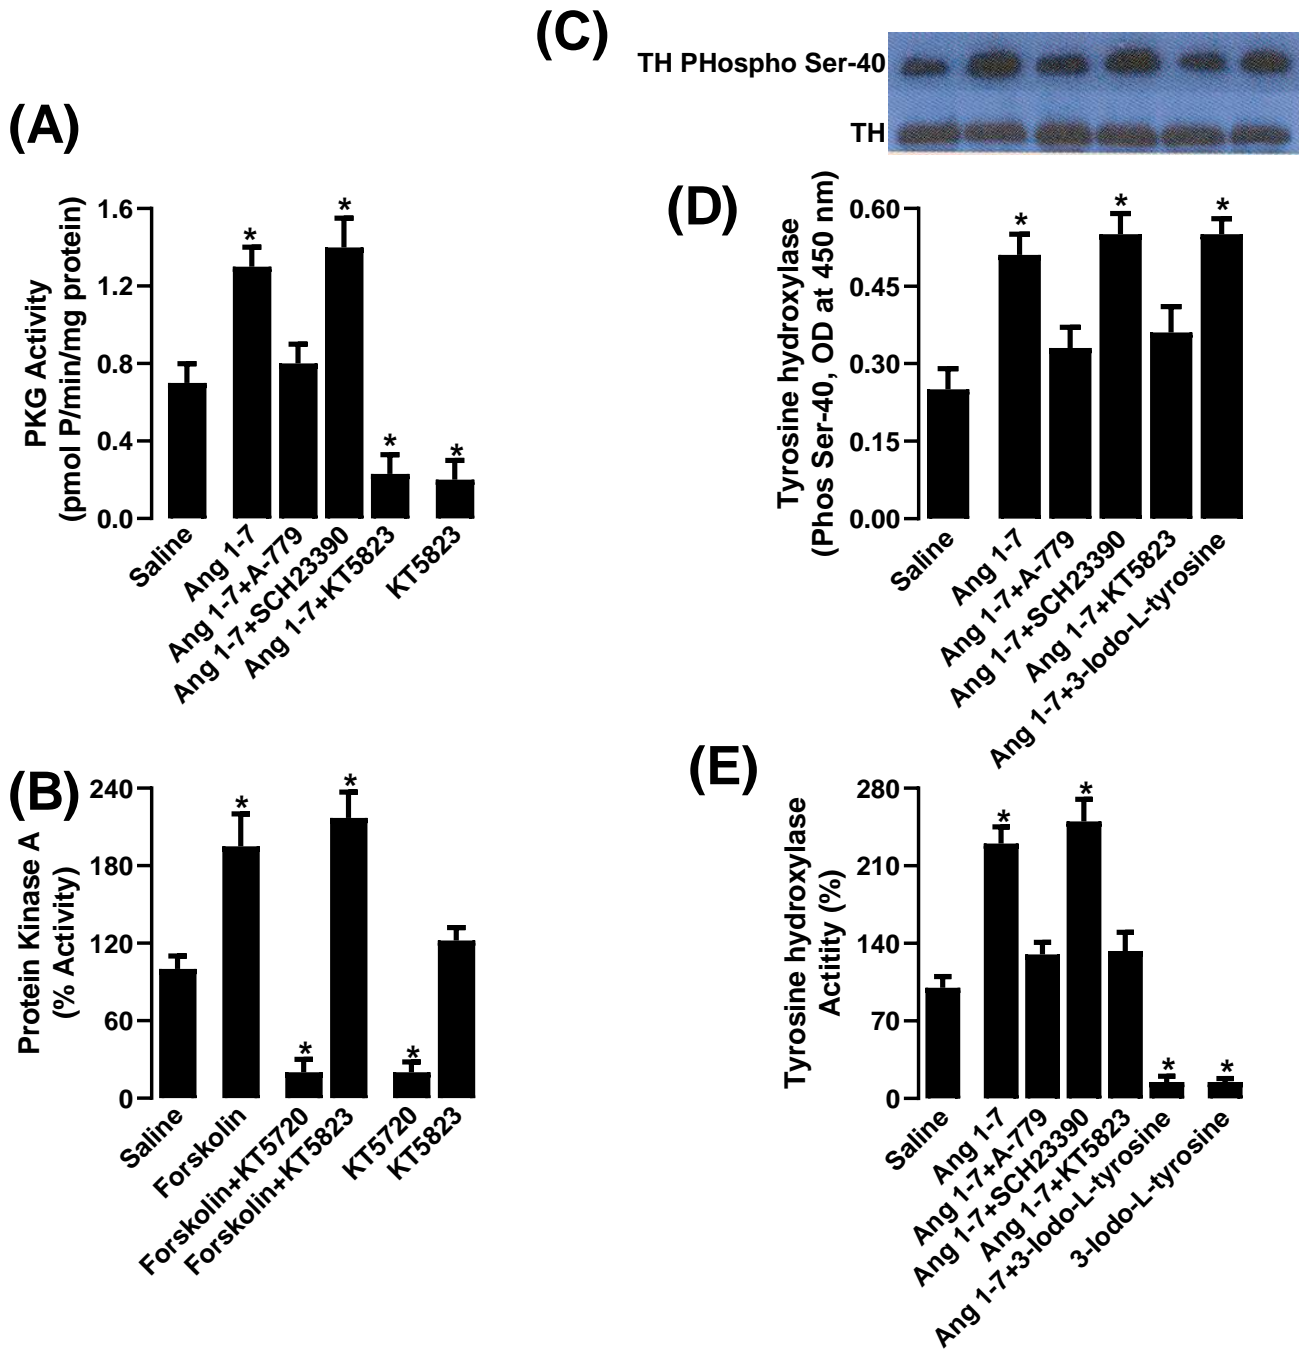 (C)
TH PHospho Ser-40
TH
(A)
PKG Activity
(pmol P/min/mg protein)
1.6
*
*
1.2
0.8
0.4
*
*
0.0
Saline
Ang 1-7
Ang 1-7+A-779
Ang 1-7+SCH23390
Ang 1-7+KT5823
KT5823
(D)
Tyrosine hydroxylase
(Phos Ser-40, OD at 450 nm)
0.60
*
*
*
0.45
0.30
0.15
0.00
Saline
Ang 1-7
Ang 1-7+A-779
Ang 1-7+SCH23390
Ang 1-7+KT5823
Ang 1-7+3-Iodo-L-tyrosine
(B)
Protein Kinase A
(% Activity)
240
*
*
180
120
60
*
*
0
Saline
Forskolin
Forskolin+KT5720
Forskolin+KT5823
KT5720
KT5823
(E)
Tyrosine hydroxylase
Actitity (%)
280
*
*
210
140
70
*
*
0
Saline
Ang 1-7
Ang 1-7+A-779
Ang 1-7+SCH23390
Ang 1-7+KT5823
Ang 1-7+3-Iodo-L-tyrosine
3-Iodo-L-tyrosine